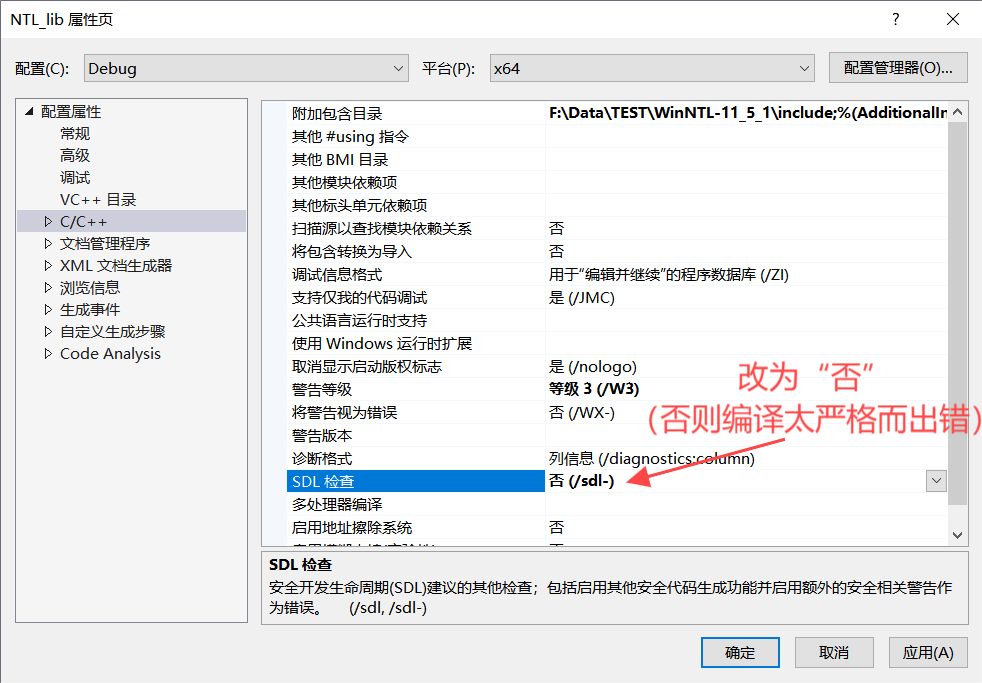 NTL_lib 属性页
?
配置(C):
Debug
平台(P):
x64
配置管理器(O)...
配置属性
常规
高级
调试
VC++ 目录
C/C++
文档管理程序
XML 文档生成器
浏览信息
生成事件
自定义生成步骤
Code Analysis
附加包含目录 F:\Data\TEST\WinNTL-11_5_1\include;%(AdditionalIn
其他 #using 指令
其他 BMI 目录
其他模块依赖项
其他标头单元依赖项
扫描源以查找模块依赖关系 否
将包含转换为导入 否
调试信息格式 用于“编辑并继续”的程序数据库 (/ZI)
支持仅我的代码调试 是 (/JMC)
公共语言运行时支持
使用 Windows 运行时扩展
取消显示启动版权标志 是 (/nologo)
警告等级 等级 3 (/W3)
将警告视为错误 否 (/WX-)
警告版本
诊断格式 列信息 (/diagnostics:column)
SDL 检查 否 (/sdl-)
多处理器编译
启用地址擦除系统 否
改为“否”
(否则编译太严格而出错)
SDL 检查
安全开发生命周期(SDL)建议的其他检查；包括启用其他安全代码生成功能并启用额外的安全相关警告作
为错误。 (/sdl, /sdl-)
确定
取消
应用(A)